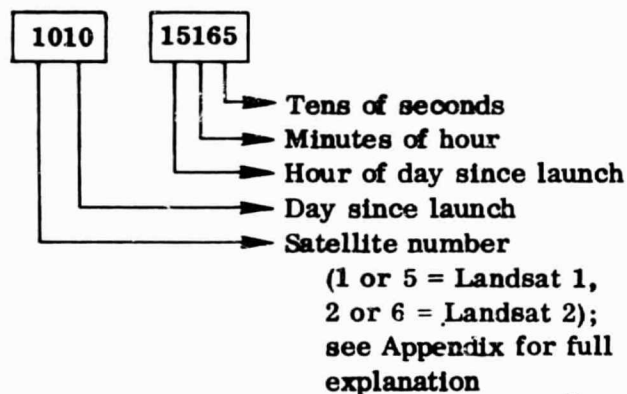 1010 15165
Tens of seconds
Minutes of hour
Hour of day since launch
Day since launch
Satellite number
(1 or 5 = Landsat 1,
2 or 6 = Landsat 2);
see Appendix for full
explanation